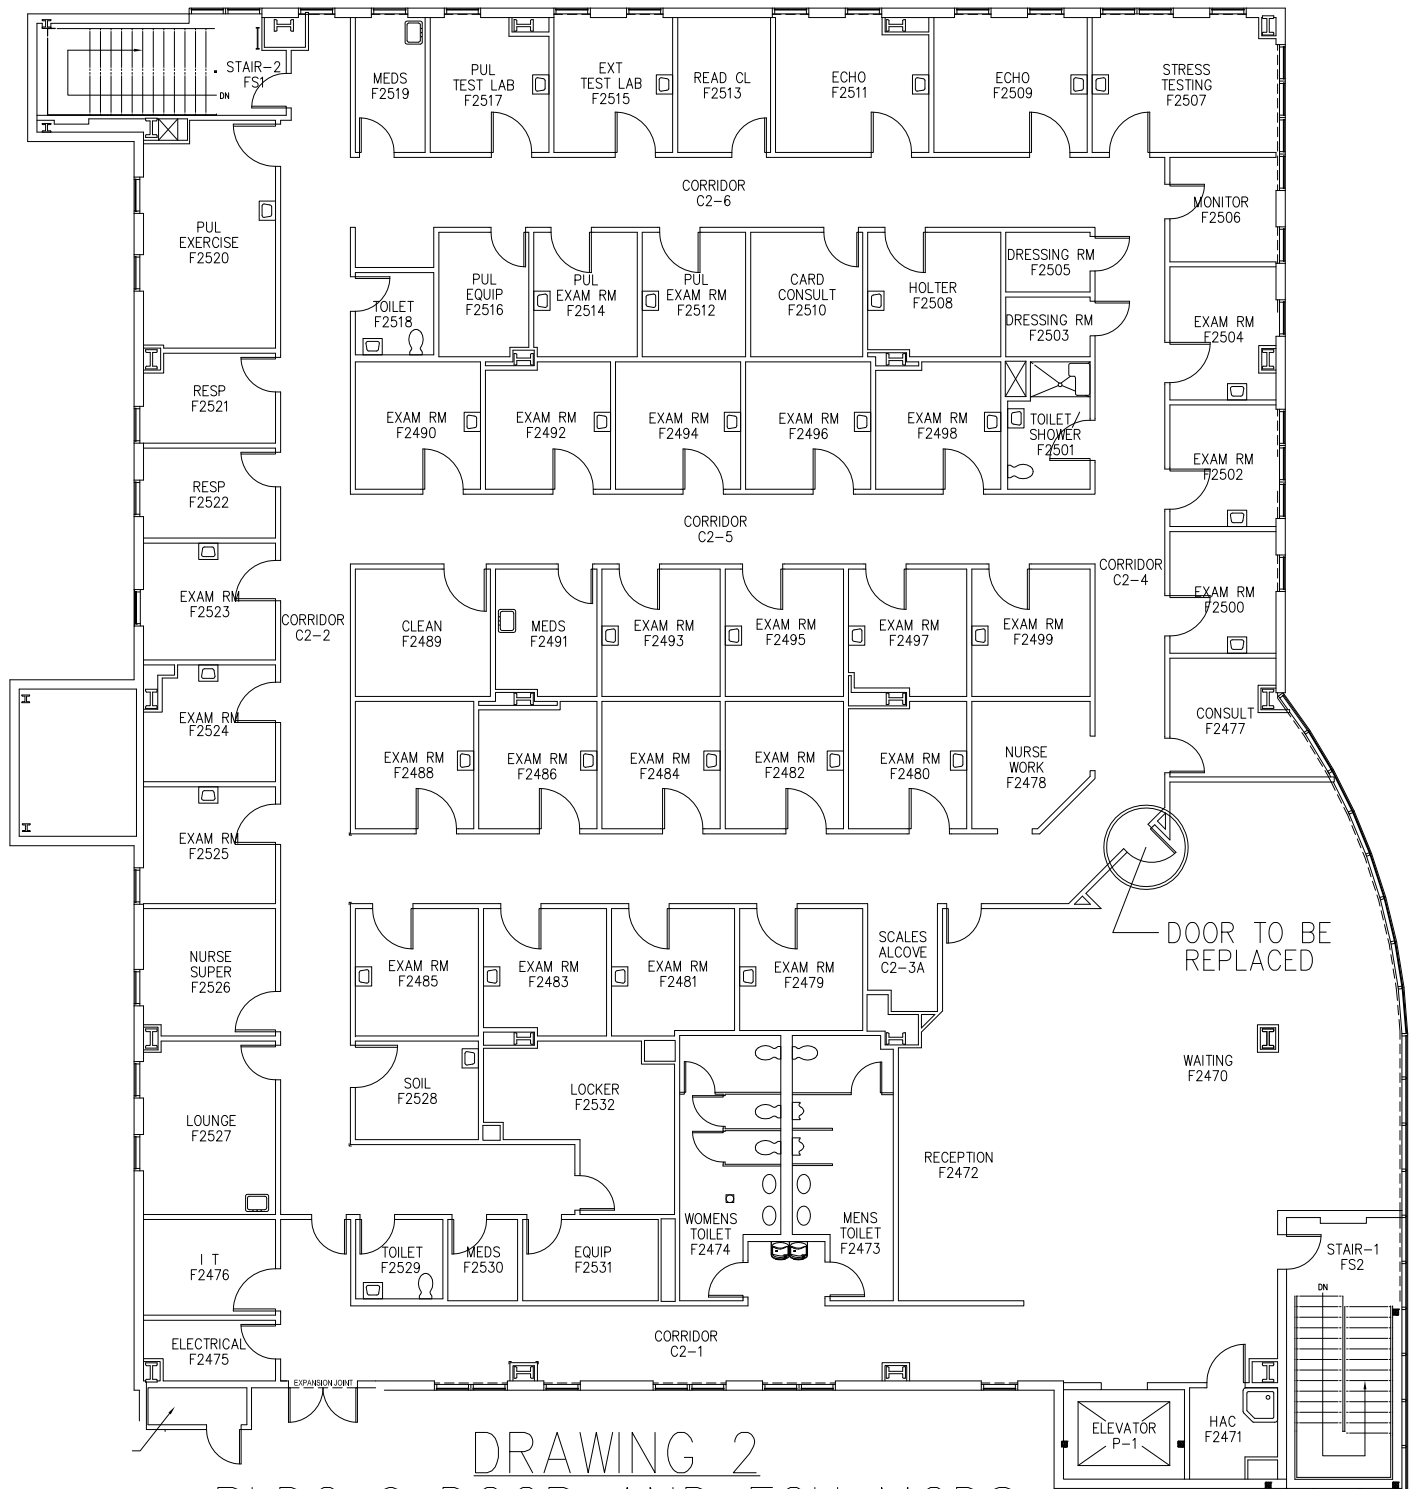 STAIR-2
FS1
DN
MEDS
F2519
PUL
TEST LAB
F2517
EXT
TEST LAB
F2515
READ CL
F2513
ECHO
F2511
ECHO
F2509
STRESS
TESTING
F2507
CORRIDOR
C2-6
MONITOR
F2506
PUL
EXERCISE
F2520
TOILET
F2518
PUL
EQUIP
F2516
PUL
EXAM RM
F2514
PUL
EXAM RM
F2512
CARD
CONSULT
F2510
HOLTER
F2508
DRESSING RM
F2505
DRESSING RM
F2503
EXAM RM
F2504
RESP
F2521
EXAM RM
F2490
EXAM RM
F2492
EXAM RM
F2494
EXAM RM
F2496
EXAM RM
F2498
TOILET/
SHOWER
F2501
EXAM RM
F2502
RESP
F2522
CORRIDOR
C2-5
CORRIDOR
C2-4
EXAM RM
F2500
EXAM RM
F2523
CORRIDOR
C2-2
CLEAN
F2489
MEDS
F2491
EXAM RM
F2493
EXAM RM
F2495
EXAM RM
F2497
EXAM RM
F2499
EXAM RM
F2524
CONSULT
F2477
EXAM RM
F2488
EXAM RM
F2486
EXAM RM
F2484
EXAM RM
F2482
EXAM RM
F2480
NURSE
WORK
F2478
EXAM RM
F2525
DOOR TO BE
REPLACED
NURSE
SUPER
F2526
EXAM RM
F2485
EXAM RM
F2483
EXAM RM
F2481
EXAM RM
F2479
SCALES
ALCOVE
C2-3A
WAITING
F2470
LOUNGE
F2527
SOIL
F2528
LOCKER
F2532
RECEPTION
F2472
WOMENS
TOILET
F2474
MENS
TOILET
F2473
I T
F2476
TOILET
F2529
MEDS
F2530
EQUIP
F2531
STAIR-1
FS2
DN
ELECTRICAL
F2475
CORRIDOR
C2-1
EXPANSION JOINT
ELEVATOR
P-1
HAC
F2471
DRAWING 2